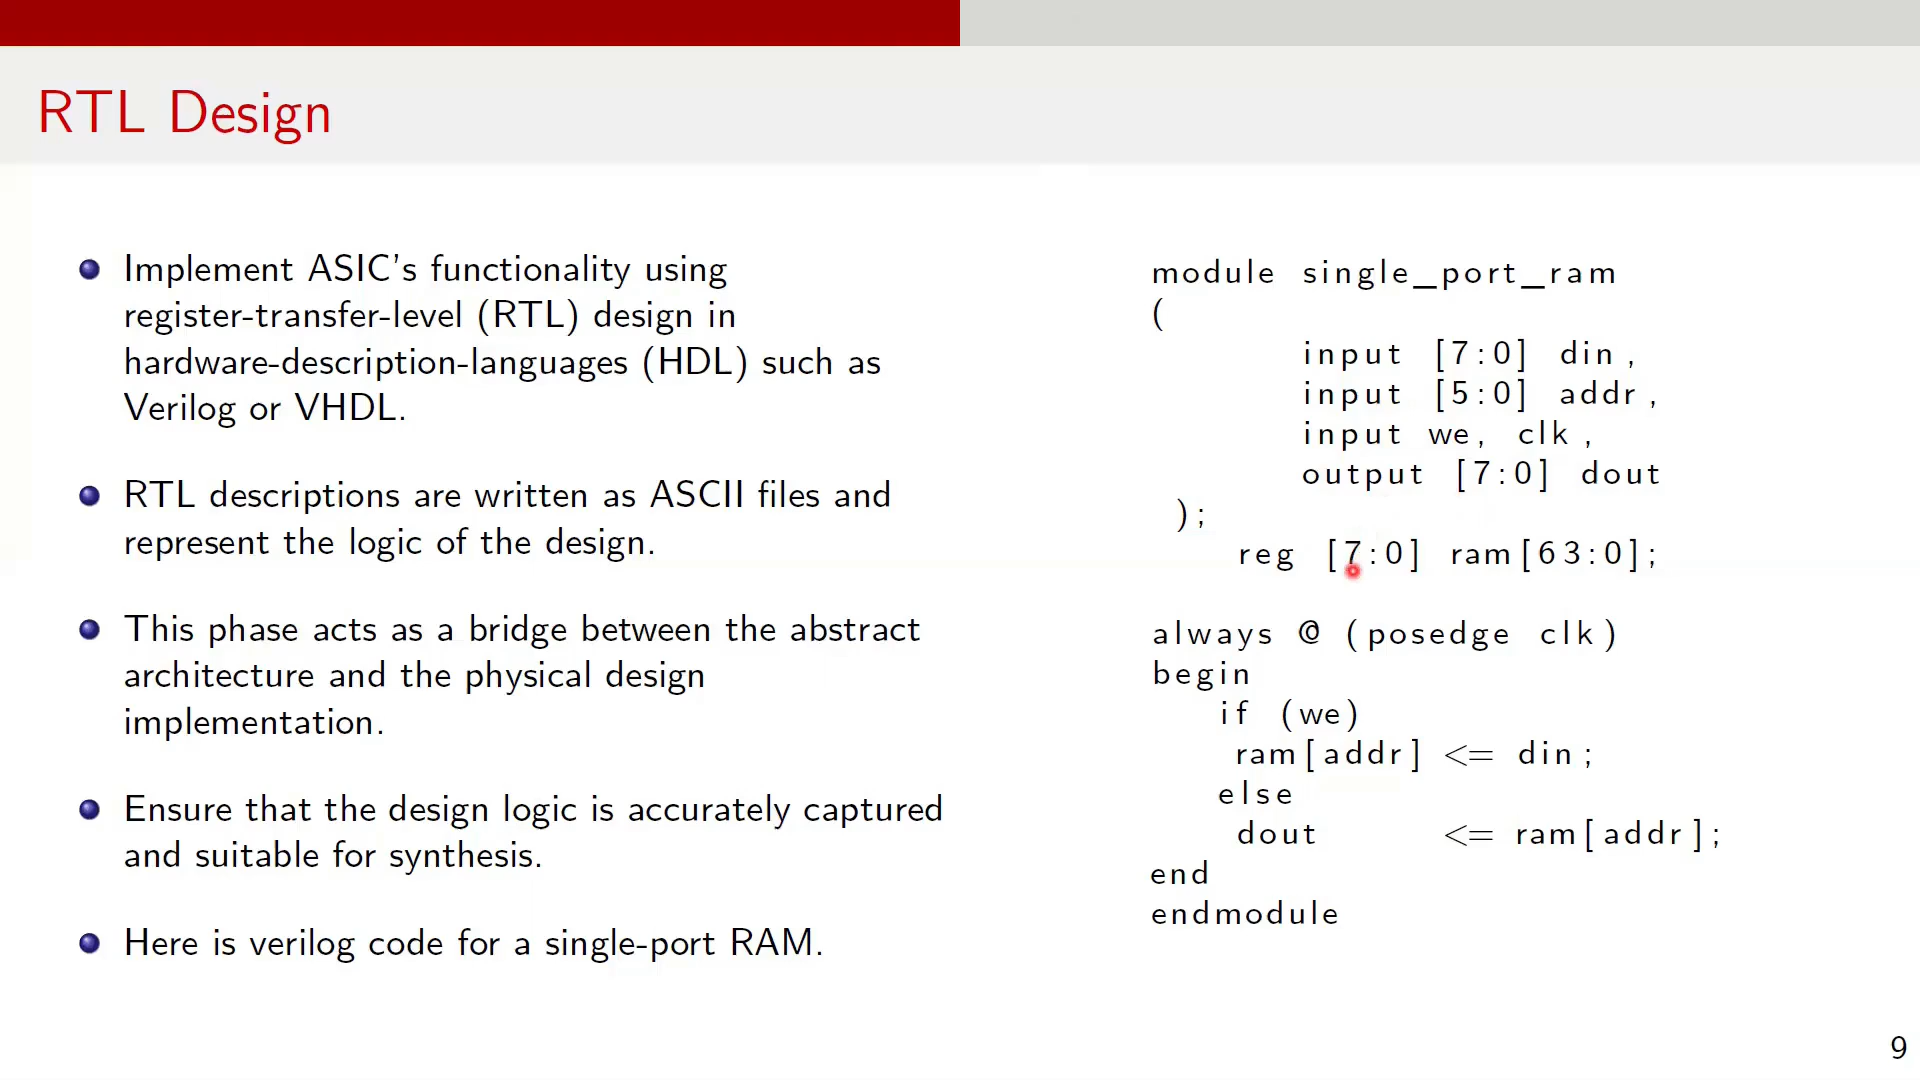 RTL Design
Implement ASIC's functionality using
register-transfer-level (RTL) design in
hardware-description-languages (HDL) such as
Verilog or VHDL.
RTL descriptions are written as ASCII files and
represent the logic of the design.
This phase acts as a bridge between the abstract
architecture and the physical design
implementation.
Ensure that the design logic is accurately captured
and suitable for synthesis.
Here is verilog code for a single-port RAM.
module single_port_ram
(
input [7:0] din,
input [5:0] addr,
input we, clk,
output [7:0] dout
);
reg [7:0] ram[63:0];
always @ (posedge clk)
begin
if (we)
ram[addr] <= din;
else
dout <= ram[addr];
end
endmodule
9